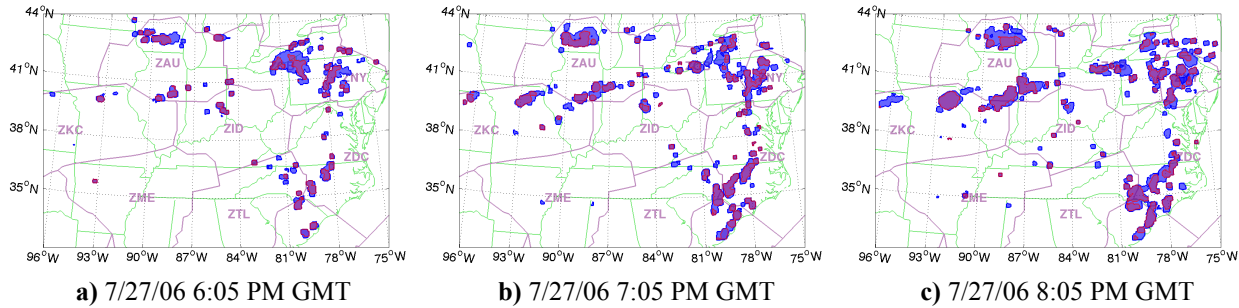 44°N
41°N
38°N
35°N
96°W 93°W 90°W 87°W 84°W 81°W 78°W 75°W
ZAU
NY
ZKC
ZID
ZDC
ZME
ZTL
a) 7/27/06 6:05 PM GMT
44°N
41°N
38°N
35°N
96°W 93°W 90°W 87°W 84°W 81°W 78°W 75°W
ZAU
NY
ZKC
ZID
ZDC
ZME
ZTL
b) 7/27/06 7:05 PM GMT
44°N
41°N
38°N
35°N
96°W 93°W 90°W 87°W 84°W 81°W 78°W 75°W
ZAU
NY
ZKC
ZID
ZDC
ZME
ZTL
c) 7/27/06 8:05 PM GMT